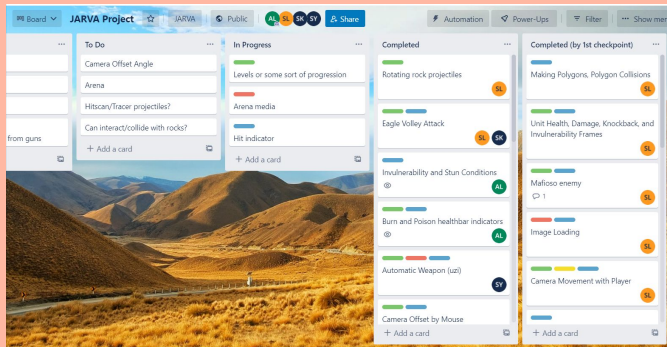 Board
JARVA Project
JARVA
Public
AL
SL
SK
SY
Share
Automation
Power-Ups
Filter
Show mer
from guns
To Do
Camera Offset Angle
Arena
Hitscan/Tracer projectiles?
Can interact/collide with rocks?
+ Add a card
In Progress
Levels or some sort of progression
Arena media
Hit indicator
+ Add a card
Completed
Rotating rock projectiles
SL
Eagle Volley Attack
SL SK
Invulnerability and Stun Conditions
AL
Burn and Poison healthbar indicators
AL
Automatic Weapon (uzi)
SY
Camera Offset by Mouse
+ Add a card
Completed (by 1st checkpoint)
Making Polygons, Polygon Collisions
SL
Unit Health, Damage, Knockback, and
Invulnerability Frames
SL
Mafioso enemy
1
SL
Image Loading
SL
Camera Movement with Player
SL
+ Add a card